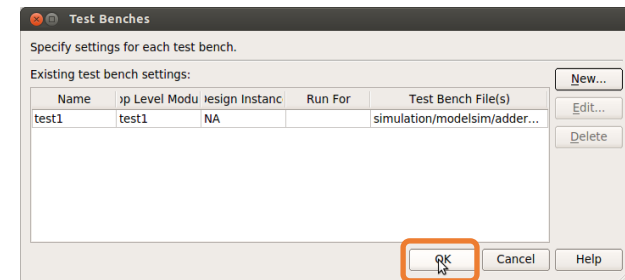 Test Benches
Specify settings for each test bench.
Existing test bench settings:
New...
Name op Level Modu Design Instanc Run For Test Bench File(s)
Edit...
test1 test1 NA simulation/modelsim/adder...
Delete
OK Cancel Help